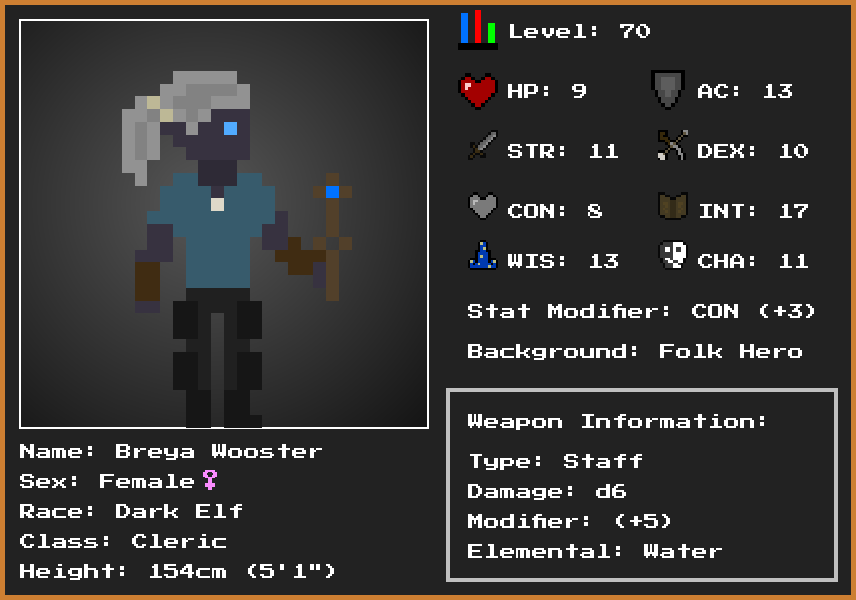 Level: 70
HP: 9 AC: 13
STR: 11 DEX: 10
CON: 8 INT: 17
WIS: 13 CHA: 11
Stat Modifier: CON (+3)
Background: Folk Hero
Weapon Information:
Type: Staff
Damage: d6
Modifier: (+5)
Elemental: Water
Name: Breya Wooster
Sex: Female♀
Race: Dark Elf
Class: Cleric
Height: 154cm (5'1")